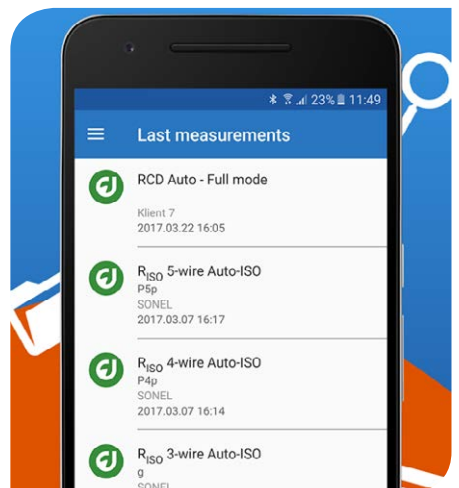 23% 11:49
Last measurements
RCD Auto - Full mode
Klient 7
2017.03.22 16:05
RISO 5-wire Auto-ISO
P5p
SONEL
2017.03.07 16:17
RISO 4-wire Auto-ISO
P4p
SONEL
2017.03.07 16:14
RISO 3-wire Auto-ISO
g
SONEL